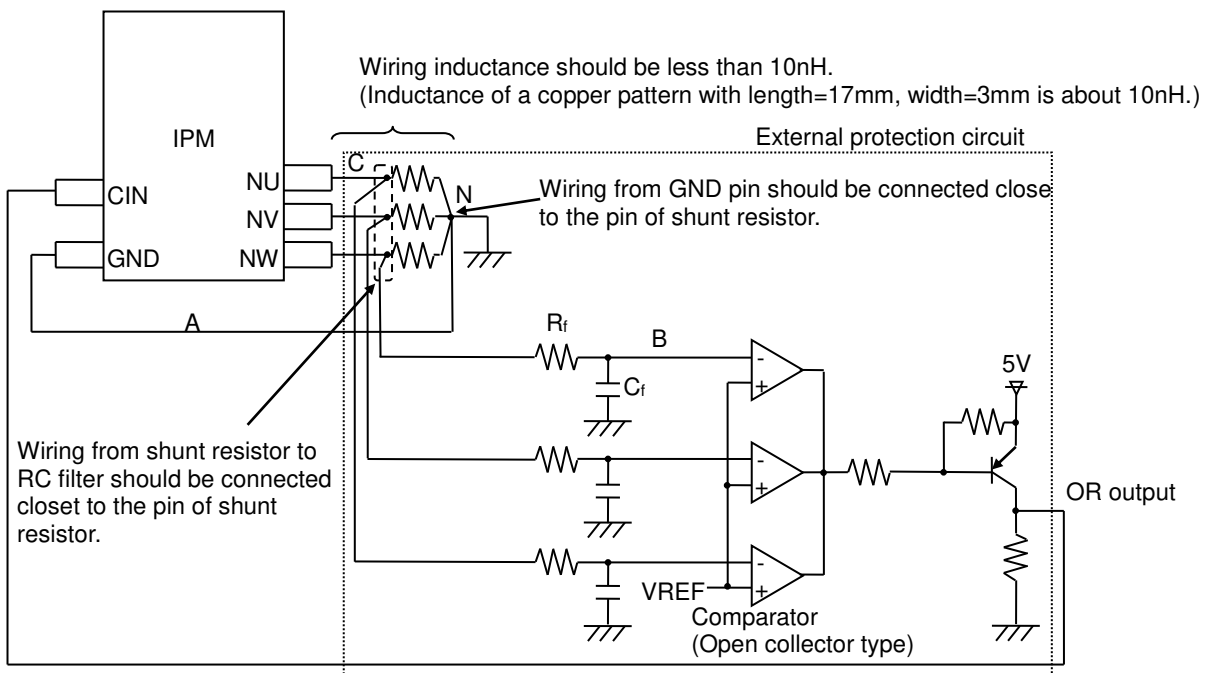 Wiring inductance should be less than 10nH.
(Inductance of a copper pattern with length=17mm, width=3mm is about 10nH.)
IPM
External protection circuit
C
NU
CIN
N
Wiring from GND pin should be connected close
to the pin of shunt resistor.
NV
GND
NW
A
Rf
B
-
+
5V
Cf
Wiring from shunt resistor to
RC filter should be connected
closet to the pin of shunt
resistor.
-
+
OR output
-
+
VREF
Comparator
(Open collector type)